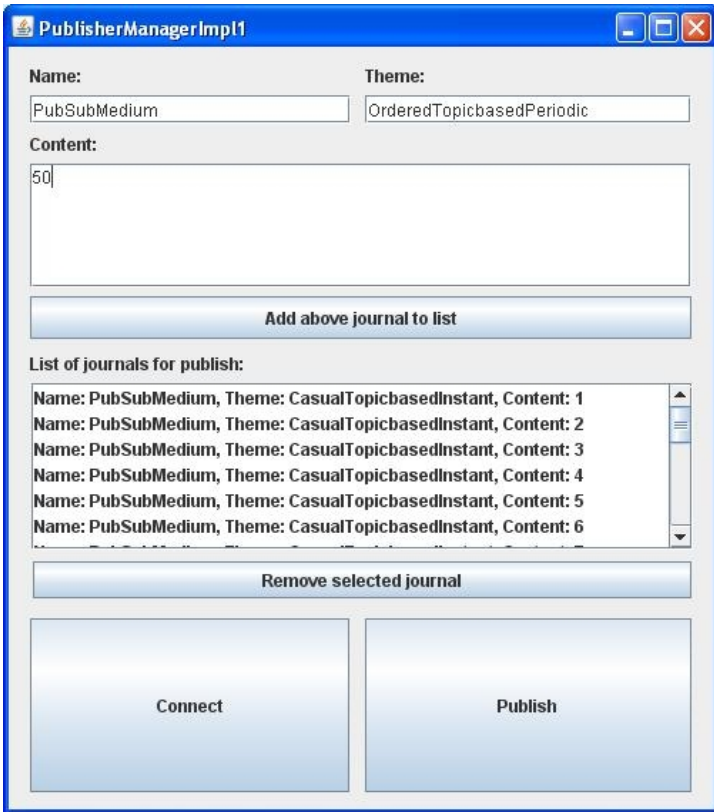 PublisherManagerImpl1
Name:
Theme:
PubSubMedium
OrderedTopicbasedPeriodic
Content:
50
Add above journal to list
List of journals for publish:
Name: PubSubMedium, Theme: CasualTopicbasedInstant, Content: 1
Name: PubSubMedium, Theme: CasualTopicbasedInstant, Content: 2
Name: PubSubMedium, Theme: CasualTopicbasedInstant, Content: 3
Name: PubSubMedium, Theme: CasualTopicbasedInstant, Content: 4
Name: PubSubMedium, Theme: CasualTopicbasedInstant, Content: 5
Name: PubSubMedium, Theme: CasualTopicbasedInstant, Content: 6
Remove selected journal
Connect
Publish